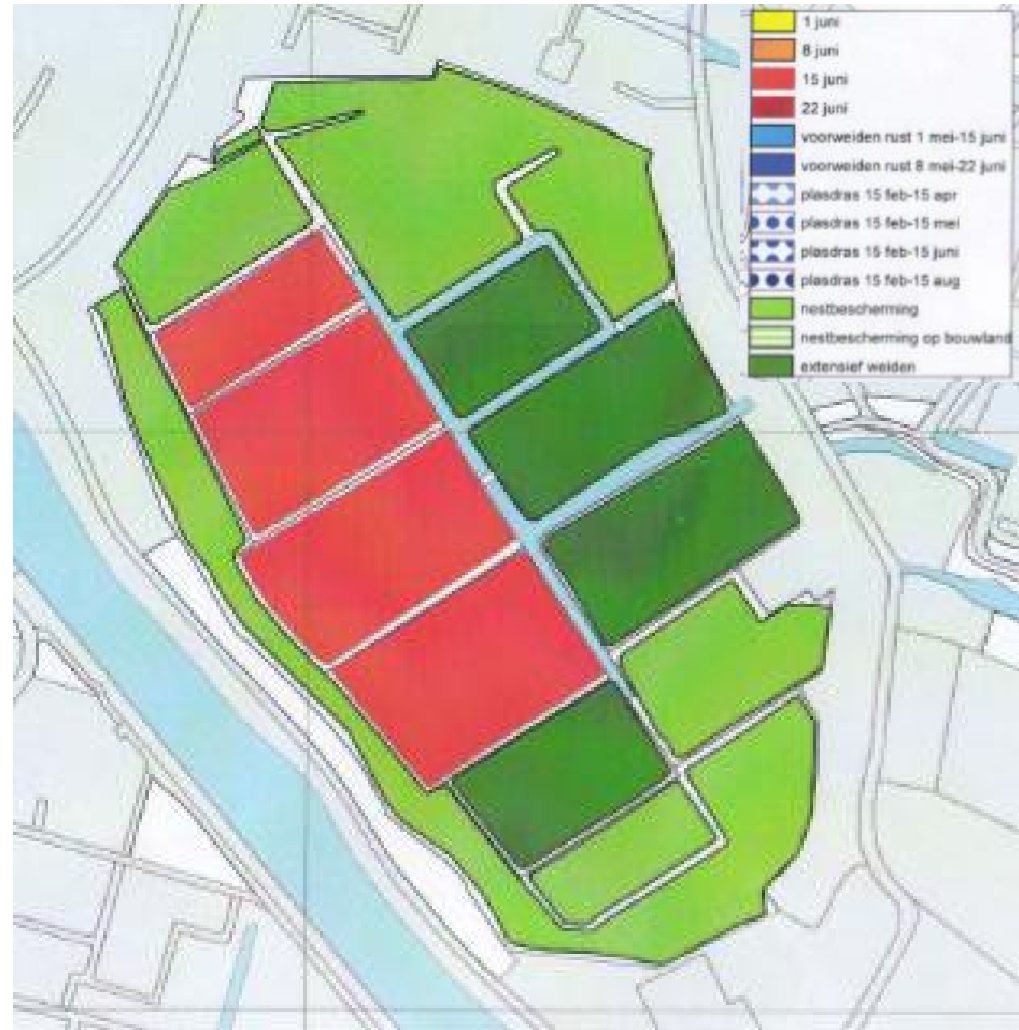 1 juni
8 juni
15 juni
22 juni
voorweiden rust 1 mei-15 juni
voorweiden rust 8 mei-22 juni
plasdras 15 feb-15 apr
plasdras 15 feb-15 mei
plasdras 15 feb-15 juni
plasdras 15 feb-15 aug
nestbescherming
nestbescherming op bouwland
extensief weiden